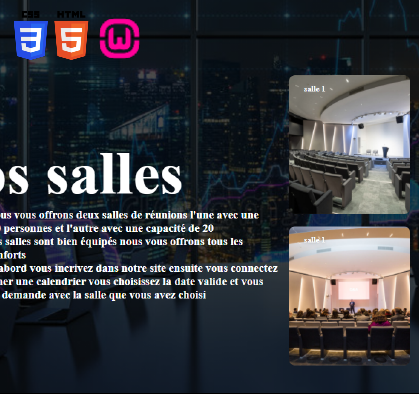 CSS HTML
3 5 W
salle 1
os salles
us vous offrons deux salles de réunions l'une avec une
personnes et l'autre avec une capacité de 20
s salles sont bien équipés nous vous offrons tous les
nforts
abord vous incrivez dans notre site ensuite vous connectez
ner une calendrier vous choisissez la date valide et vous
demande avec la salle que vous avez choisi
salle 1